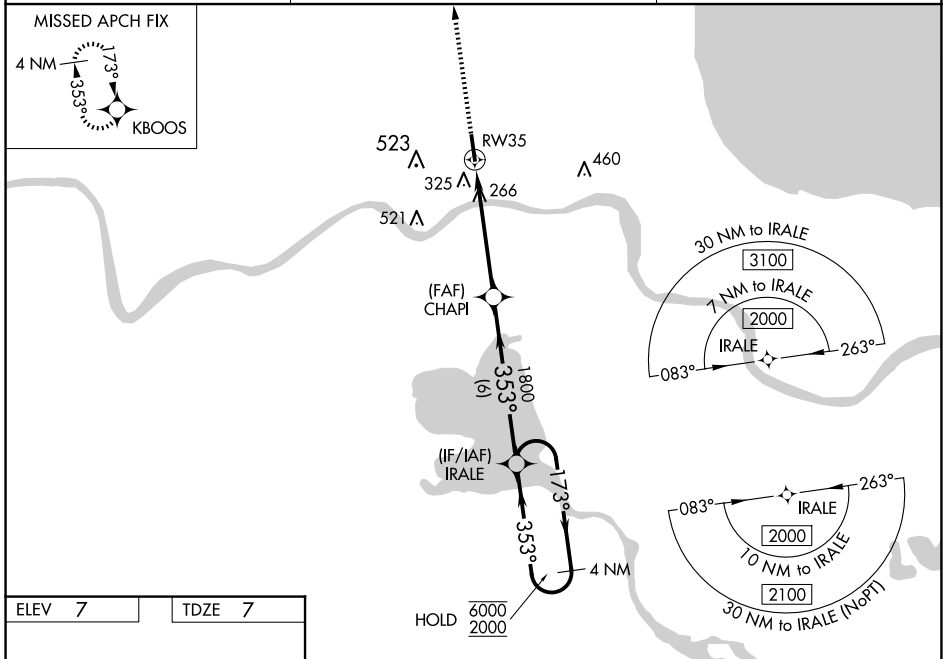 MISSED APCH FIX
4 NM
173°
353°
KBOOS
523
RW35
460
325
266
521
(FAF)
CHAPI
1800
353°
(6)
(IF/IAF)
IRALE
173°
353°
4 NM
HOLD
6000
2000
30 NM to IRALE
3100
7 NM to IRALE
2000
IRALE
083°
263°
083°
263°
IRALE
2000
10 NM to IRALE
2100
30 NM to IRALE (NoPT)
ELEV 7
TDZE 7